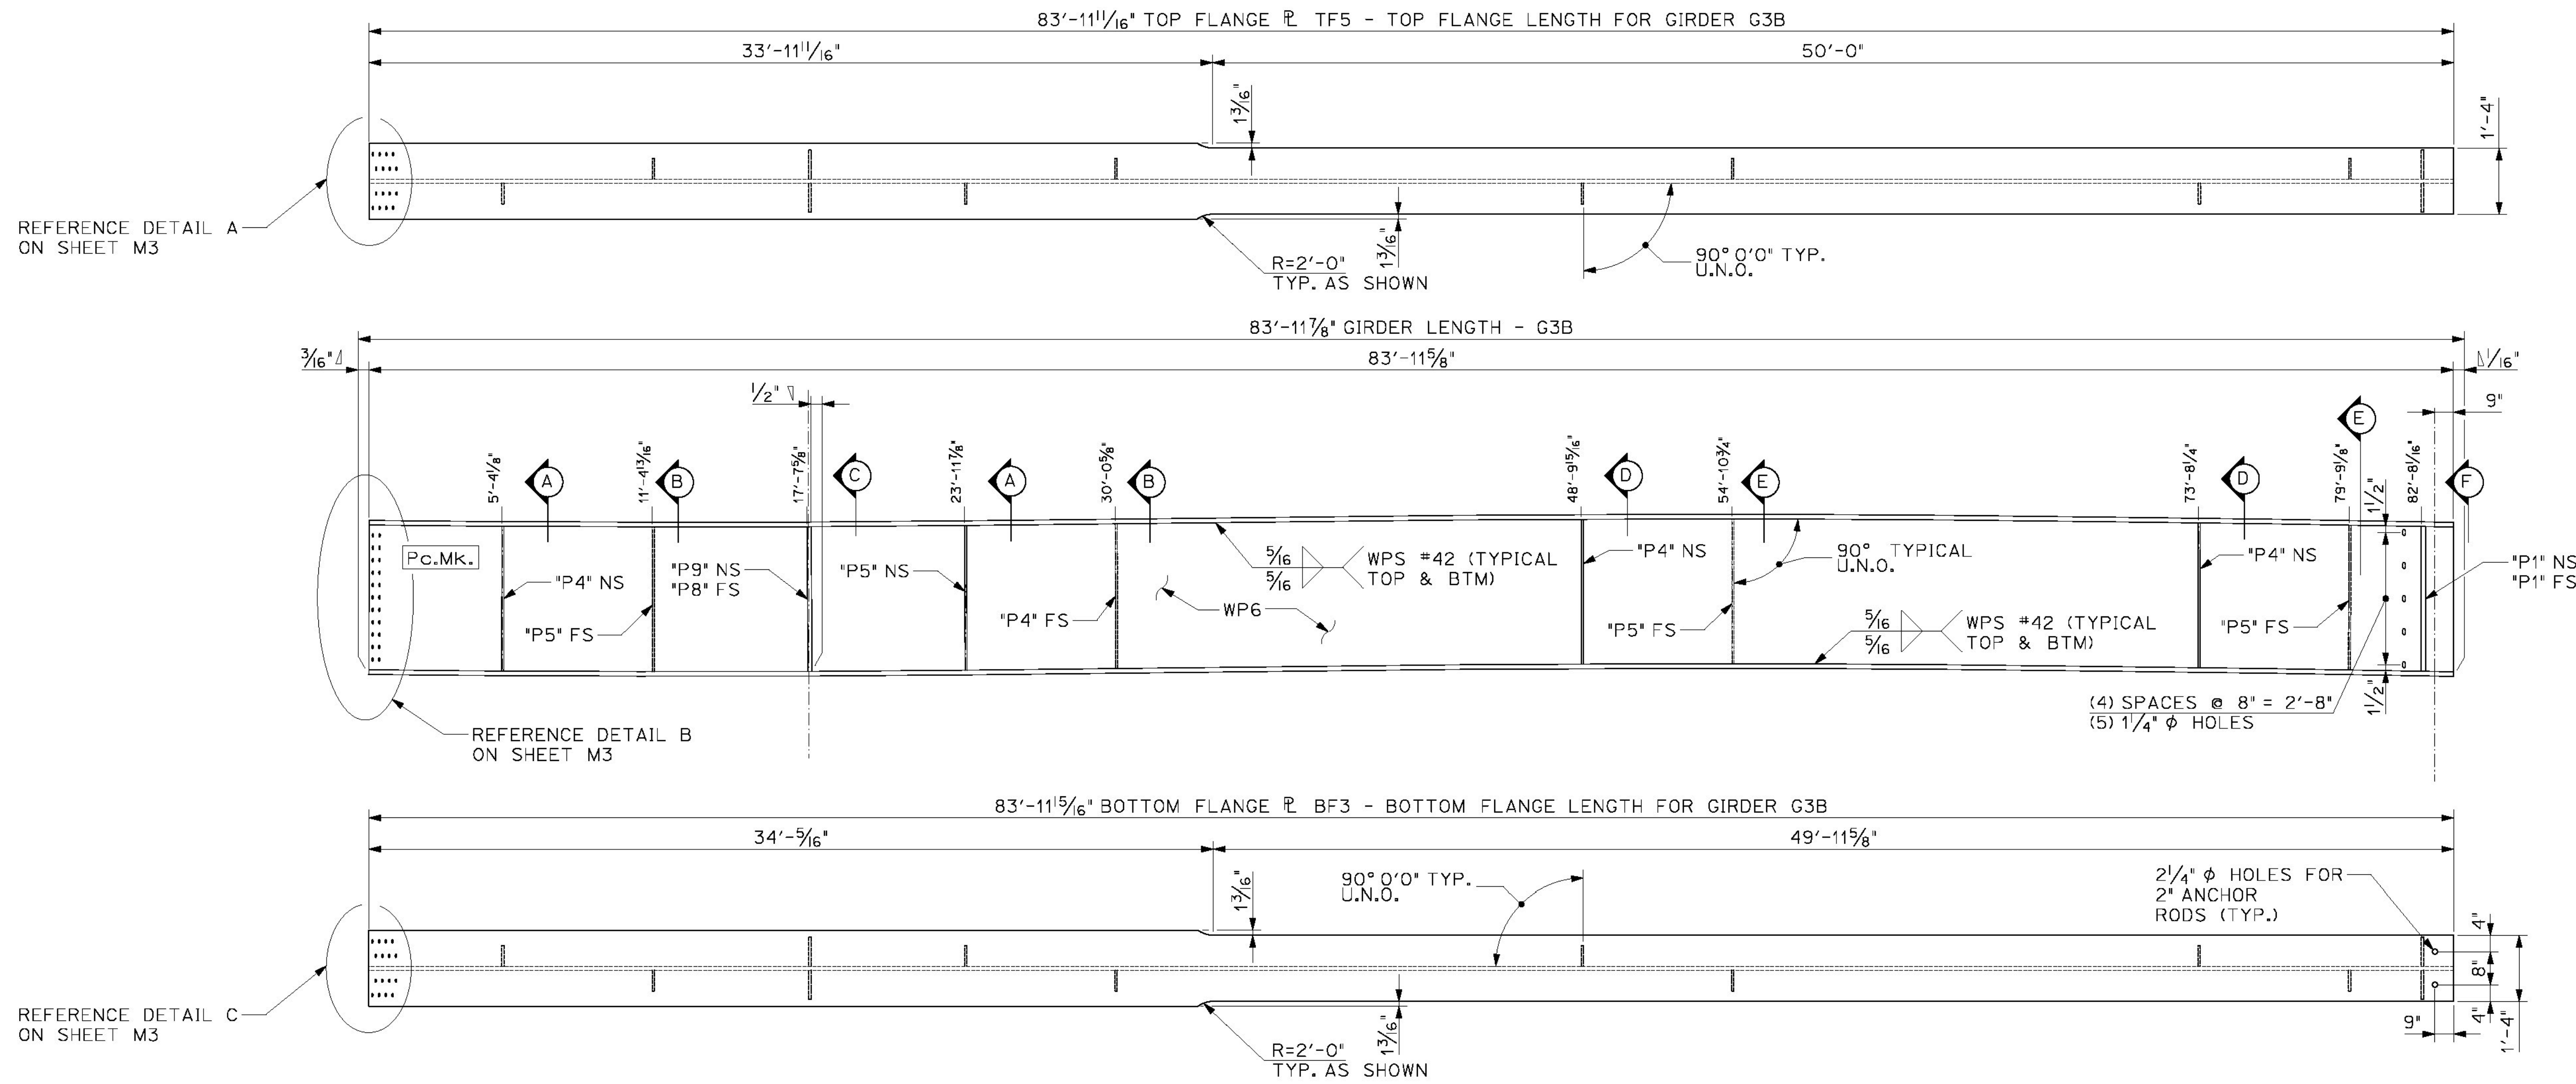 83'-11 11/16" TOP FLANGE ℞ TF5 - TOP FLANGE LENGTH FOR GIRDER G3B
33'-11 11/16"
50'-0"
1 3/16"
1'-4"
REFERENCE DETAIL A
ON SHEET M3
R=2'-0"
TYP. AS SHOWN
1 3/16"
90° 0'0" TYP.
U.N.O.
83'-11 7/8" GIRDER LENGTH - G3B
3/16"
83'-11 5/8"
1/16"
1/2"
9"
5'-4 1/8"
A
11'-4 13/16"
B
17'-7 5/8"
C
23'-11 7/8"
A
30'-0 5/8"
B
48'-9 15/16"
D
54'-10 3/4"
E
73'-8 1/4"
D
79'-9 1/8"
E
1 1/2"
82'-8 1/16"
F
Pc.Mk.
"P4" NS
"P5" FS
"P9" NS
"P8" FS
"P5" NS
"P4" FS
5/16
5/16
WPS #42 (TYPICAL
TOP & BTM)
WP6
"P4" NS
"P5" FS
90° TYPICAL
U.N.O.
5/16
5/16
WPS #42 (TYPICAL
TOP & BTM)
"P4" NS
"P5" FS
"P1" NS
"P1" FS
(4) SPACES @ 8" = 2'-8"
(5) 1 1/4" ϕ HOLES
1 1/2"
REFERENCE DETAIL B
ON SHEET M3
83'-11 15/16" BOTTOM FLANGE ℞ BF3 - BOTTOM FLANGE LENGTH FOR GIRDER G3B
34'-5/16"
49'-11 5/8"
1 3/16"
90° 0'0" TYP.
U.N.O.
2 1/4" ϕ HOLES FOR
2" ANCHOR
RODS (TYP.)
4"
8"
4"
1'-4"
9"
REFERENCE DETAIL C
ON SHEET M3
R=2'-0"
TYP. AS SHOWN
1 3/16"